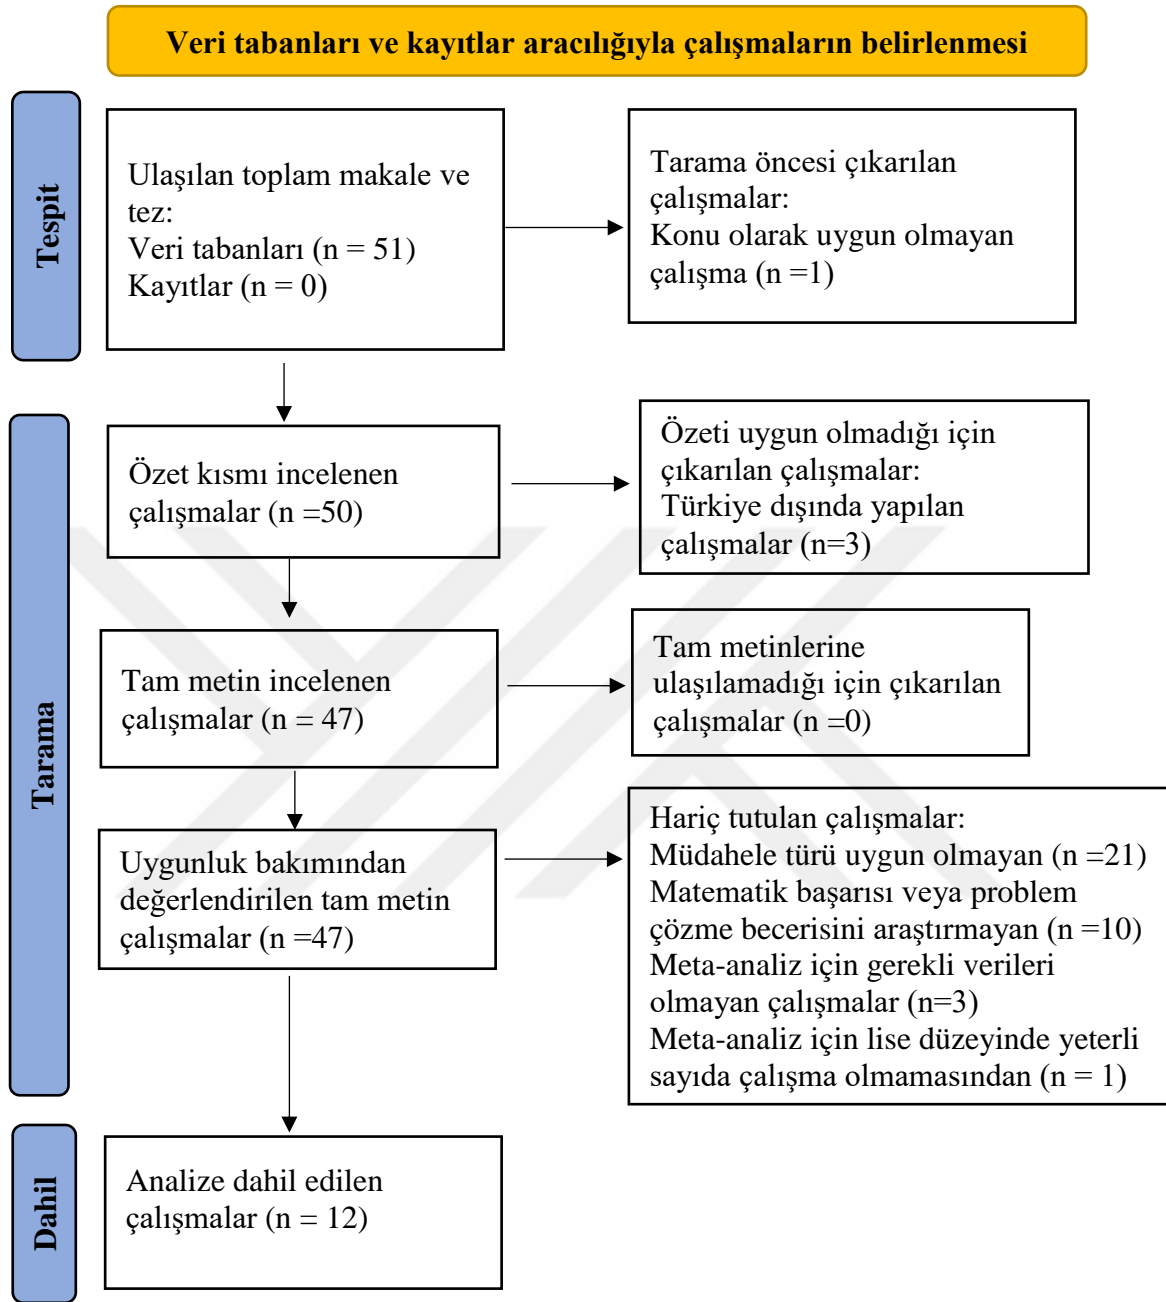 Veri tabanları ve kayıtlar aracılığıyla çalışmaların belirlenmesi
Tespit
Ulaşılan toplam makale ve
tez:
Veri tabanları (n = 51)
Kayıtlar (n = 0)
Tarama öncesi çıkarılan
çalışmalar:
Konu olarak uygun olmayan
çalışma (n =1)
Tarama
Özet kısmı incelenen
çalışmalar (n =50)
Özeti uygun olmadığı için
çıkarılan çalışmalar:
Türkiye dışında yapılan
çalışmalar (n=3)
Tam metin incelenen
çalışmalar (n = 47)
Tam metinlerine
ulaşılamadığı için çıkarılan
çalışmalar (n =0)
Uygunluk bakımından
değerlendirilen tam metin
çalışmalar (n =47)
Hariç tutulan çalışmalar:
Müdahele türü uygun olmayan (n =21)
Matematik başarısı veya problem
çözme becerisini araştırmayan (n =10)
Meta-analiz için gerekli verileri
olmayan çalışmalar (n=3)
Meta-analiz için lise düzeyinde yeterli
sayıda çalışma olmamasından (n = 1)
Dahil
Analize dahil edilen
çalışmalar (n = 12)